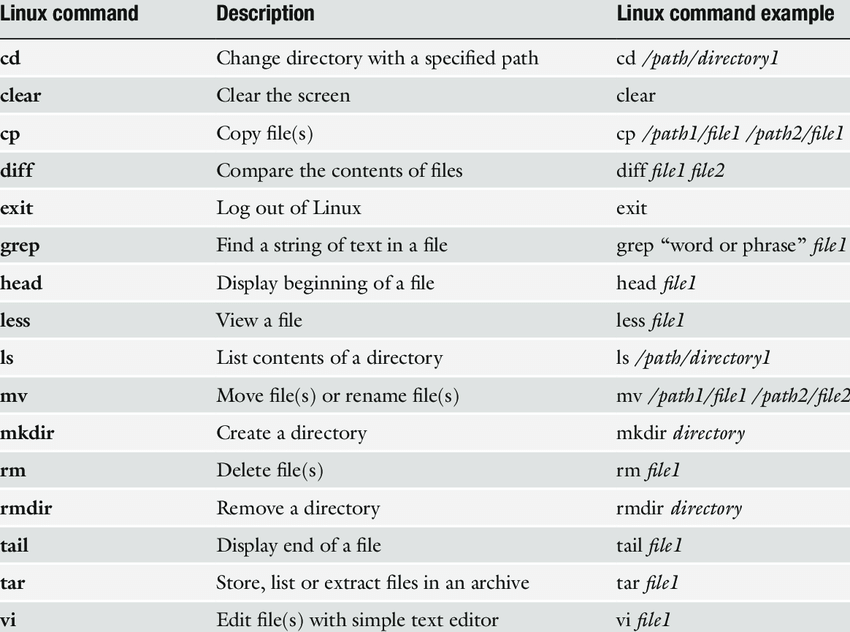 Linux command Description Linux command example
cd Change directory with a specified path cd /path/directory1
clear Clear the screen clear
cp Copy file(s) cp /path1/file1 /path2/file1
diff Compare the contents of files diff file1 file2
exit Log out of Linux exit
grep Find a string of text in a file grep “word or phrase” file1
head Display beginning of a file head file1
less View a file less file1
ls List contents of a directory ls /path/directory1
mv Move file(s) or rename file(s) mv /path1/file1 /path2/file2
mkdir Create a directory mkdir directory
rm Delete file(s) rm file1
rmdir Remove a directory rmdir directory
tail Display end of a file tail file1
tar Store, list or extract files in an archive tar file1
vi Edit file(s) with simple text editor vi file1